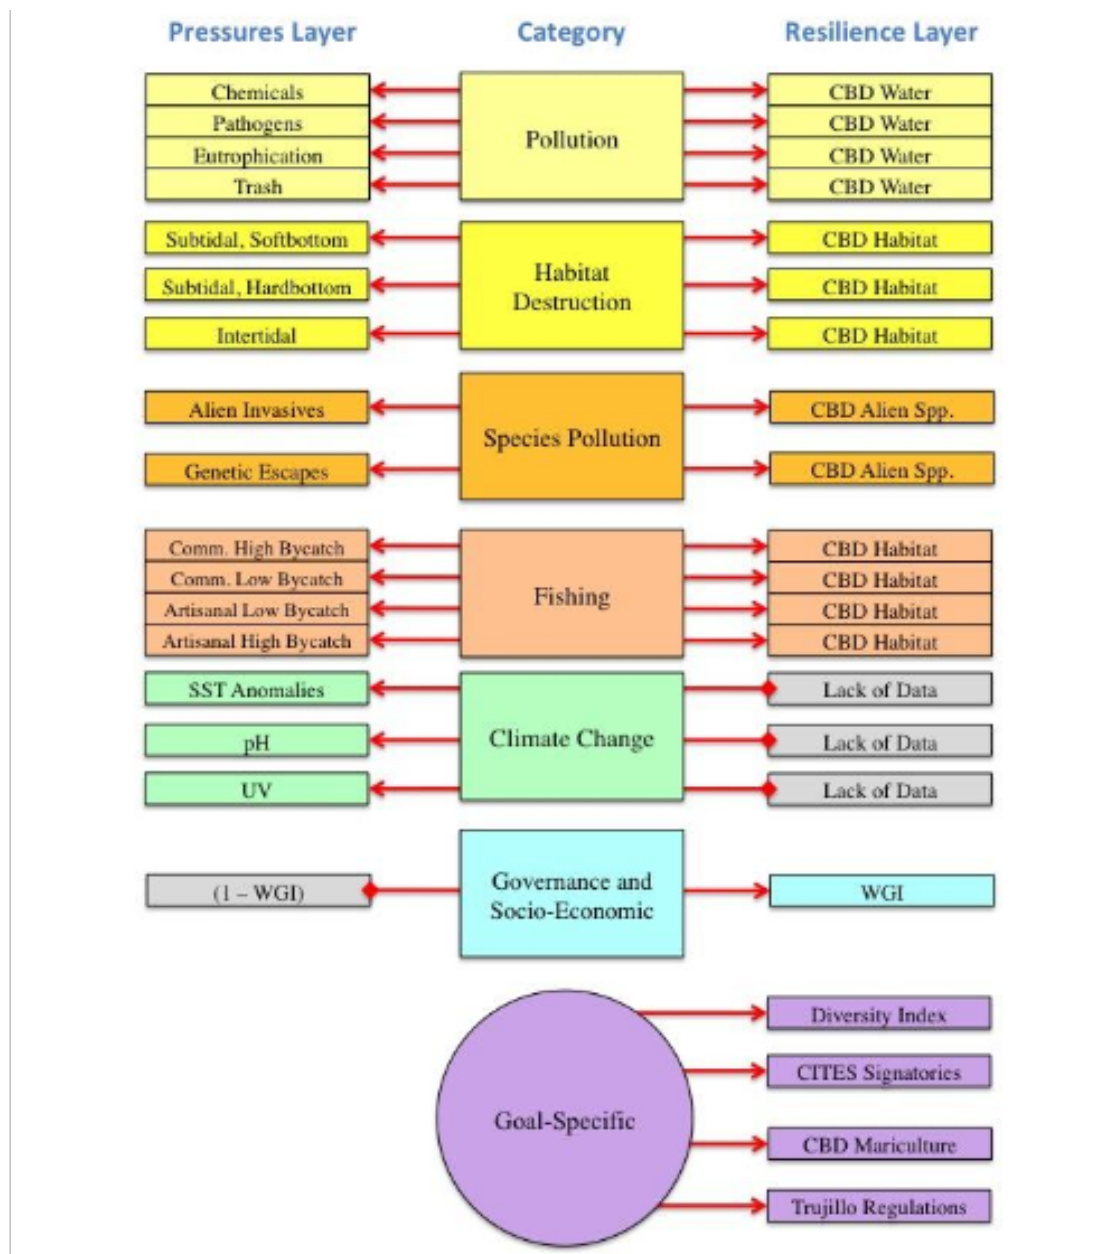 Pressures Layer Category Resilience Layer
Chemicals
Pathogens
Eutrophication
Trash
Pollution
CBD Water
CBD Water
CBD Water
CBD Water
Subtidal, Softbottom
Subtidal, Hardbottom
Intertidal
Habitat
Destruction
CBD Habitat
CBD Habitat
CBD Habitat
Alien Invasives
Genetic Escapes
Species Pollution
CBD Alien Spp.
CBD Alien Spp.
Comm. High Bycatch
Comm. Low Bycatch
Artisanal Low Bycatch
Artisanal High Bycatch
Fishing
CBD Habitat
CBD Habitat
CBD Habitat
CBD Habitat
SST Anomalies
pH
UV
Climate Change
Lack of Data
Lack of Data
Lack of Data
(1 – WGI)
Governance and
Socio-Economic
WGI
Goal-Specific
Diversity Index
CITES Signatories
CBD Mariculture
Trujillo Regulations